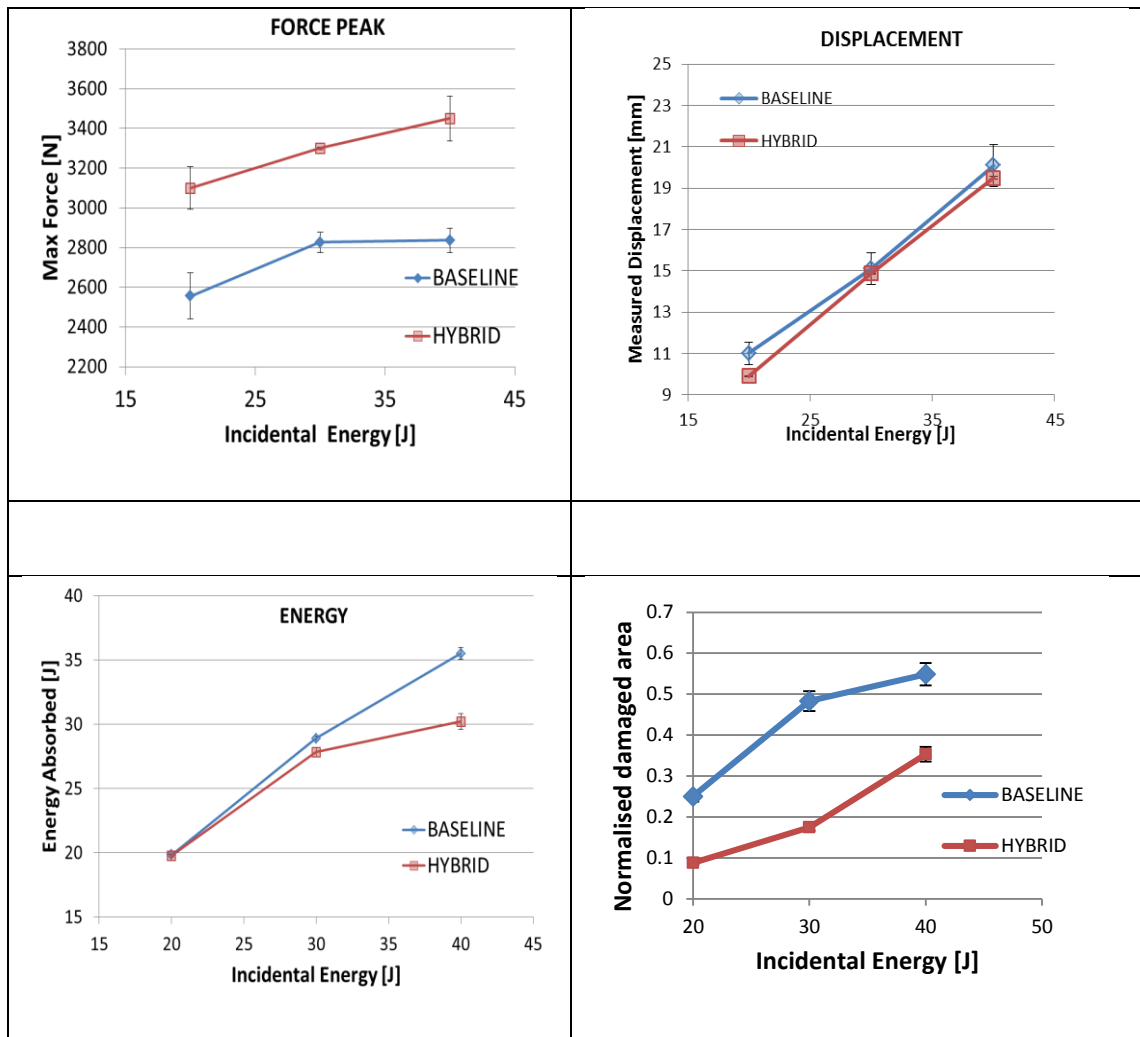 FORCE PEAK
3800
3600
3400
3200
3000
2800
2600
2400
2200
Max Force [N]
BASELINE
HYBRID
15 25 35 45
Incidental Energy [J]
DISPLACEMENT
25
23
21
19
17
15
13
11
9
Measured Displacement [mm]
BASELINE
HYBRID
15 25 35 45
Incidental Energy [J]
ENERGY
40
35
30
25
20
15
Energy Absorbed [J]
BASELINE
HYBRID
15 20 25 30 35 40 45
Incidental Energy [J]
0.7
0.6
0.5
0.4
0.3
0.2
0.1
0
Normalised damaged area
BASELINE
HYBRID
20 30 40 50
Incidental Energy [J]